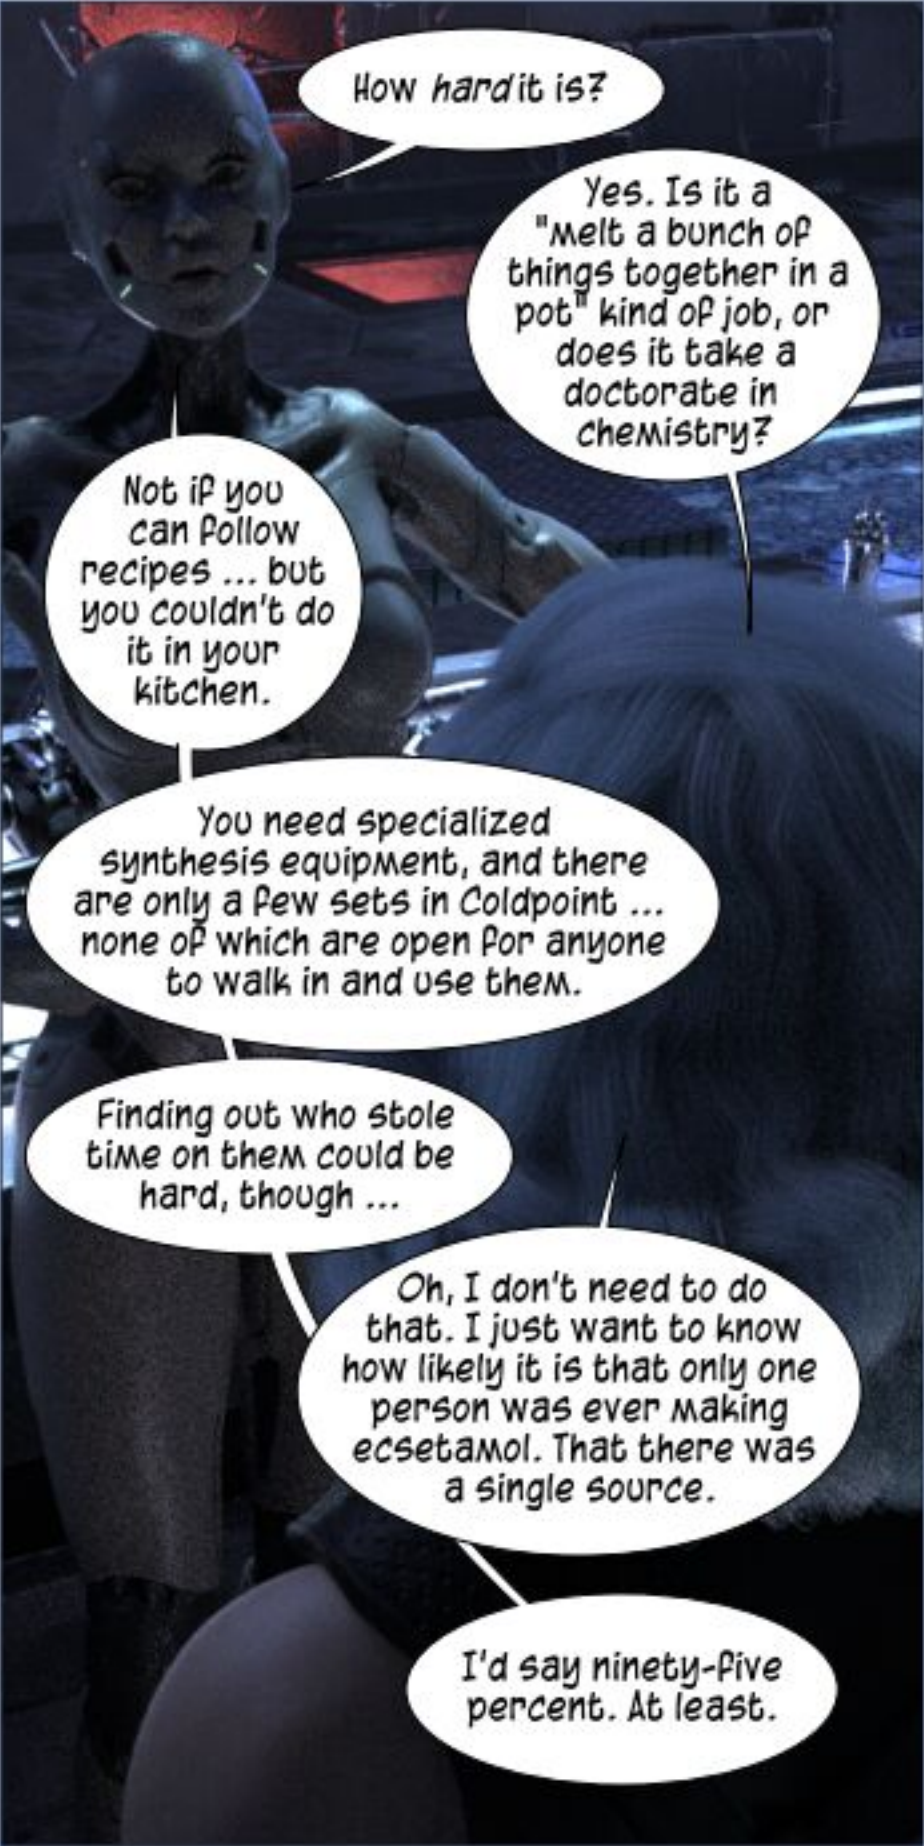 How hard it is?
Yes. Is it a
"melt a bunch of
things together in a
pot" kind of job, or
does it take a
doctorate in
chemistry?
Not if you
can follow
recipes ... but
you couldn't do
it in your
kitchen.
You need specialized
synthesis equipment, and there
are only a few sets in Coldpoint ...
none of which are open for anyone
to walk in and use them.
Finding out who stole
time on them could be
hard, though ...
Oh, I don't need to do
that. I just want to know
how likely it is that only one
person was ever making
ecsetamol. That there was
a single source.
I'd say ninety-five
percent. At least.